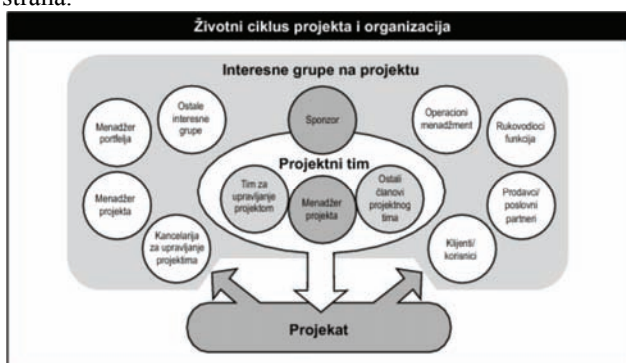 strana.
Životni ciklus projekta i organizacija
Interesne grupe na projektu
Ostale
interesne
grupe
Sponzor
Operacioni
menadžment
Menadžer
portfelja
Rukovodioci
funkcija
Projektni tim
Tim za
upravljanje
projektom
Menadžer
projekta
Ostali
članovi
projektnog
tima
Menadžer
projekta
Prodavci/
poslovni
partneri
Kancelarija
za upravljanje
projektima
Klijenti/
korisnici
Projekat